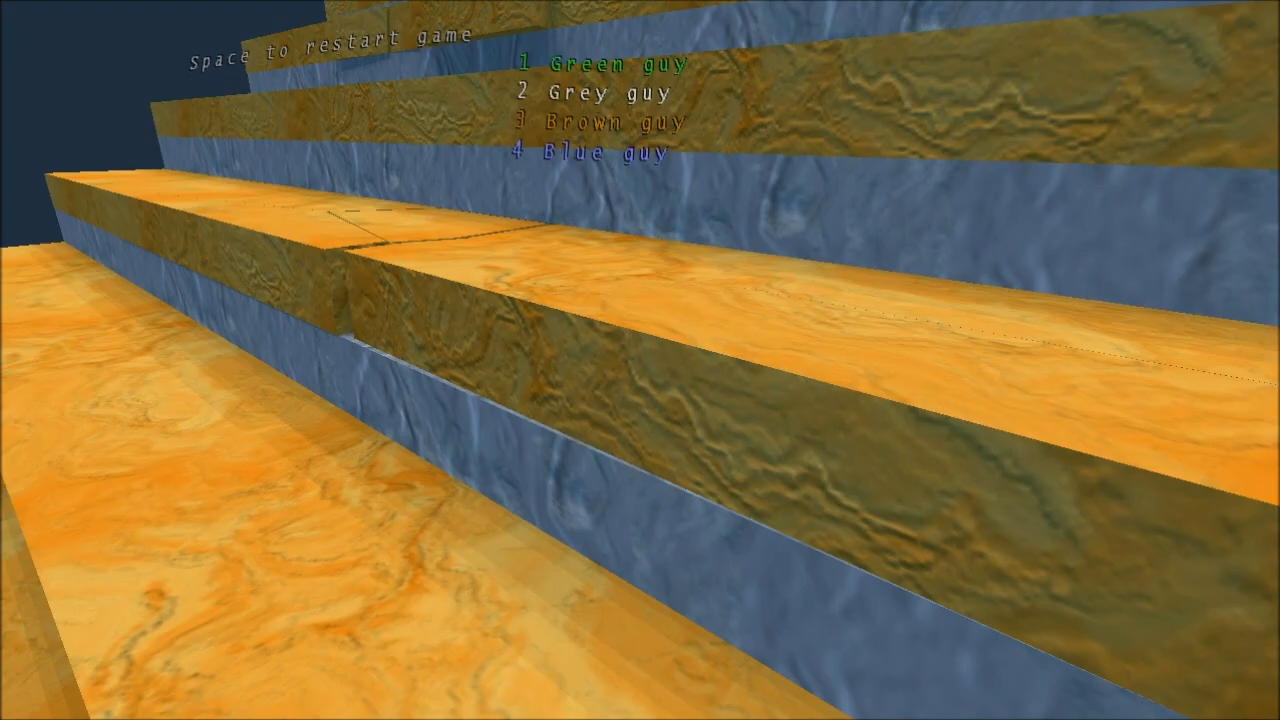 Space to restart game
1 Green guy
2 Grey guy
3 Brown guy
4 Blue guy